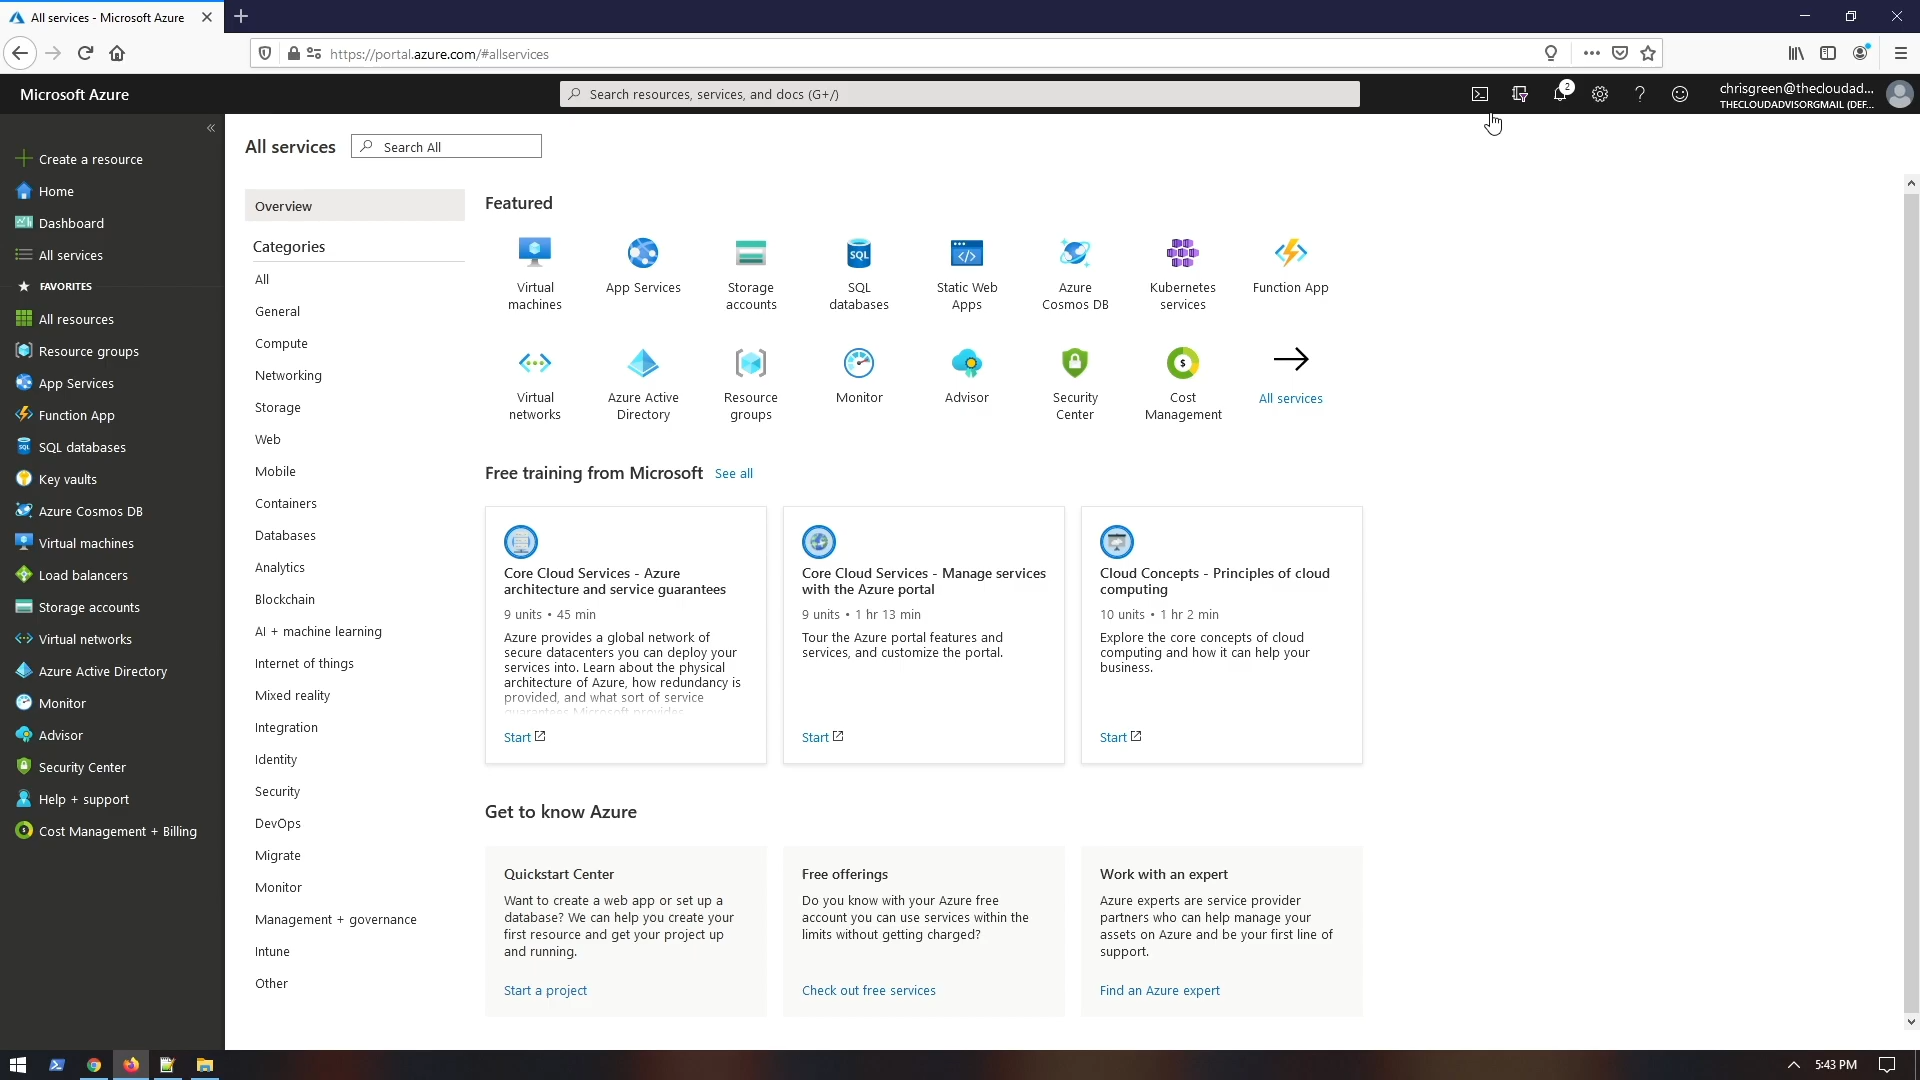 All services - Microsoft Azure
https://portal.azure.com/#allservices
Microsoft Azure
Search resources, services, and docs (G+/)
2
chrisgreen@thecloudad...
THECLOUDADVISORGMAIL (DEF...
Create a resource
Home
Dashboard
All services
FAVORITES
All resources
Resource groups
App Services
Function App
SQL databases
Key vaults
Azure Cosmos DB
Virtual machines
Load balancers
Storage accounts
Virtual networks
Azure Active Directory
Monitor
Advisor
Security Center
Help + support
Cost Management + Billing
All services
Search All
Overview
Categories
All
General
Compute
Networking
Storage
Web
Mobile
Containers
Databases
Analytics
Blockchain
AI + machine learning
Internet of things
Mixed reality
Integration
Identity
Security
DevOps
Migrate
Monitor
Management + governance
Intune
Other
Featured
Virtual
machines
App Services
Storage
accounts
SQL
databases
Static Web
Apps
Azure
Cosmos DB
Kubernetes
services
Function App
Virtual
networks
Azure Active
Directory
Resource
groups
Monitor
Advisor
Security
Center
Cost
Management
All services
Free training from Microsoft See all
Core Cloud Services - Azure
architecture and service guarantees
9 units • 45 min
Azure provides a global network of
secure datacenters you can deploy your
services into. Learn about the physical
architecture of Azure, how redundancy is
provided, and what sort of service
guarantees Microsoft provides
Start
Core Cloud Services - Manage services
with the Azure portal
9 units • 1 hr 13 min
Tour the Azure portal features and
services, and customize the portal.
Start
Cloud Concepts - Principles of cloud
computing
10 units • 1 hr 2 min
Explore the core concepts of cloud
computing and how it can help your
business.
Start
Get to know Azure
Quickstart Center
Want to create a web app or set up a
database? We can help you create your
first resource and get your project up
and running.
Start a project
Free offerings
Do you know with your Azure free
account you can use services within the
limits without getting charged?
Check out free services
Work with an expert
Azure experts are service provider
partners who can help manage your
assets on Azure and be your first line of
support.
Find an Azure expert
5:43 PM